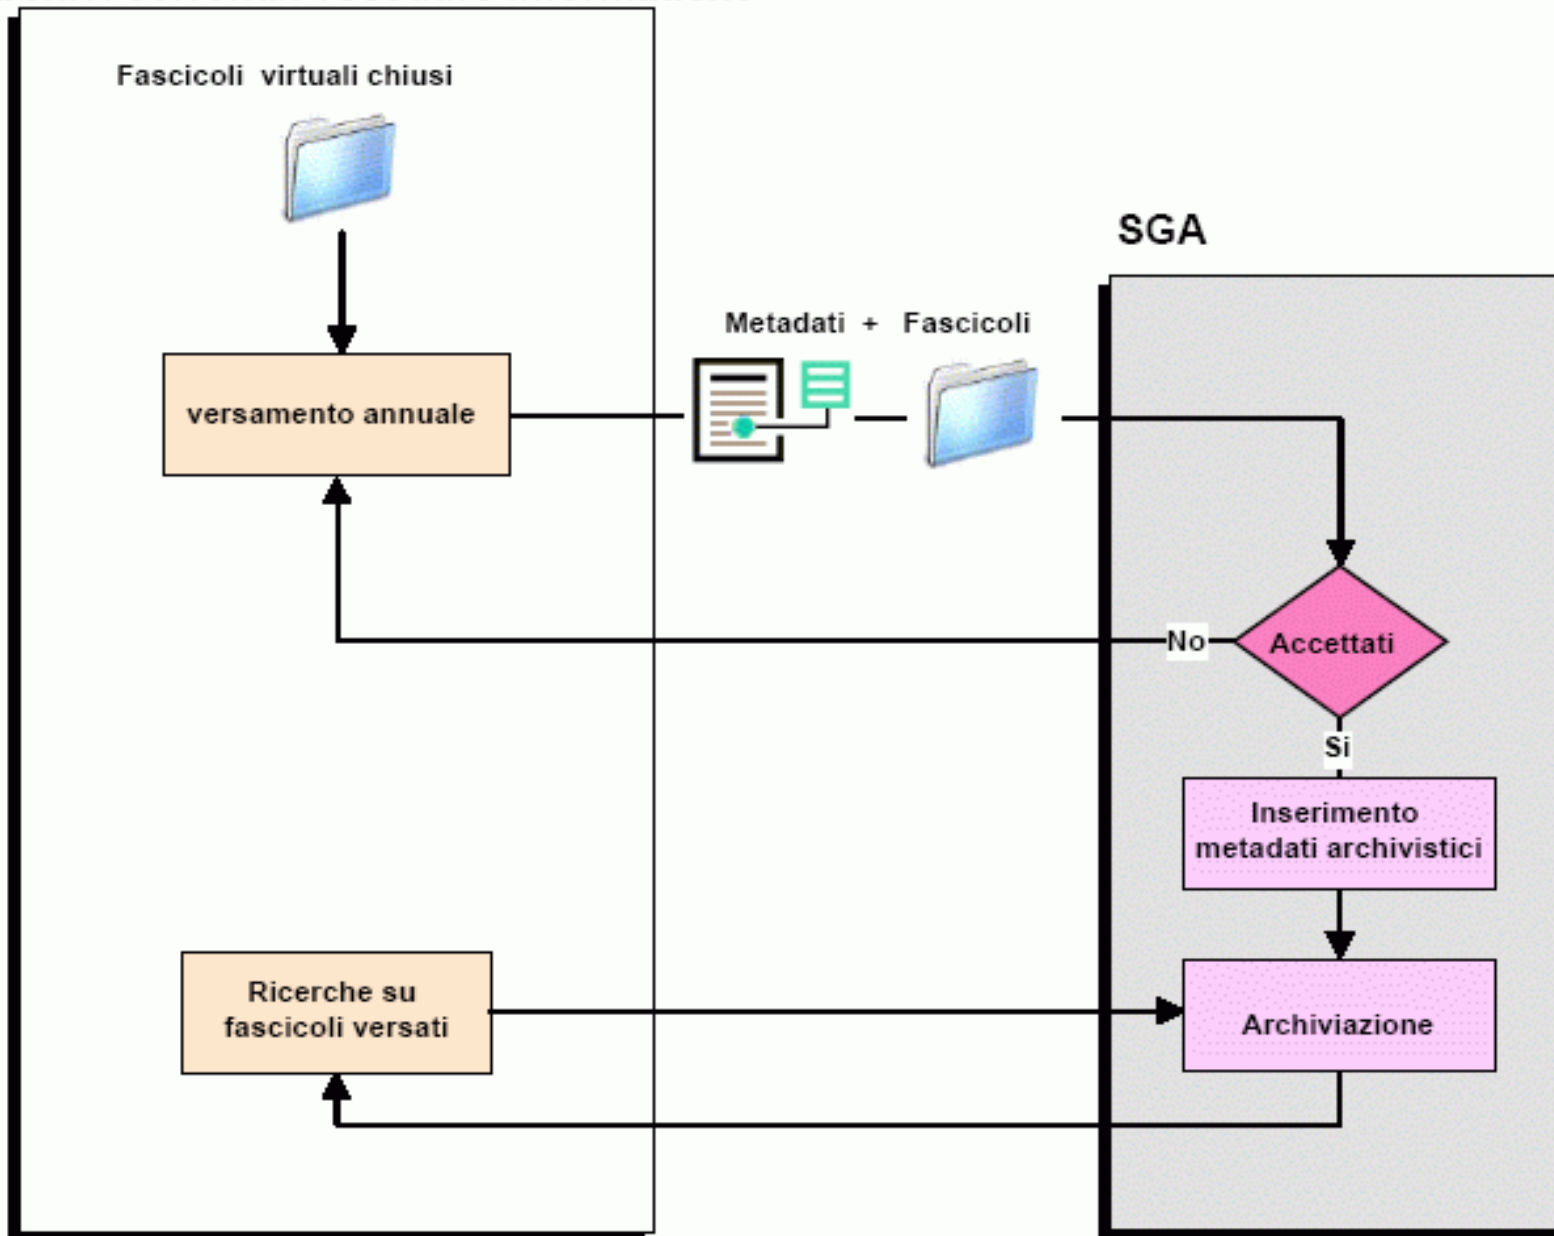 Fascicoli virtuali chiusi
SGA
Metadati + Fascicoli
versamento annuale
No
Accettati
Si
Inserimento
metadati archivistici
Ricerche su
fascicoli versati
Archiviazione